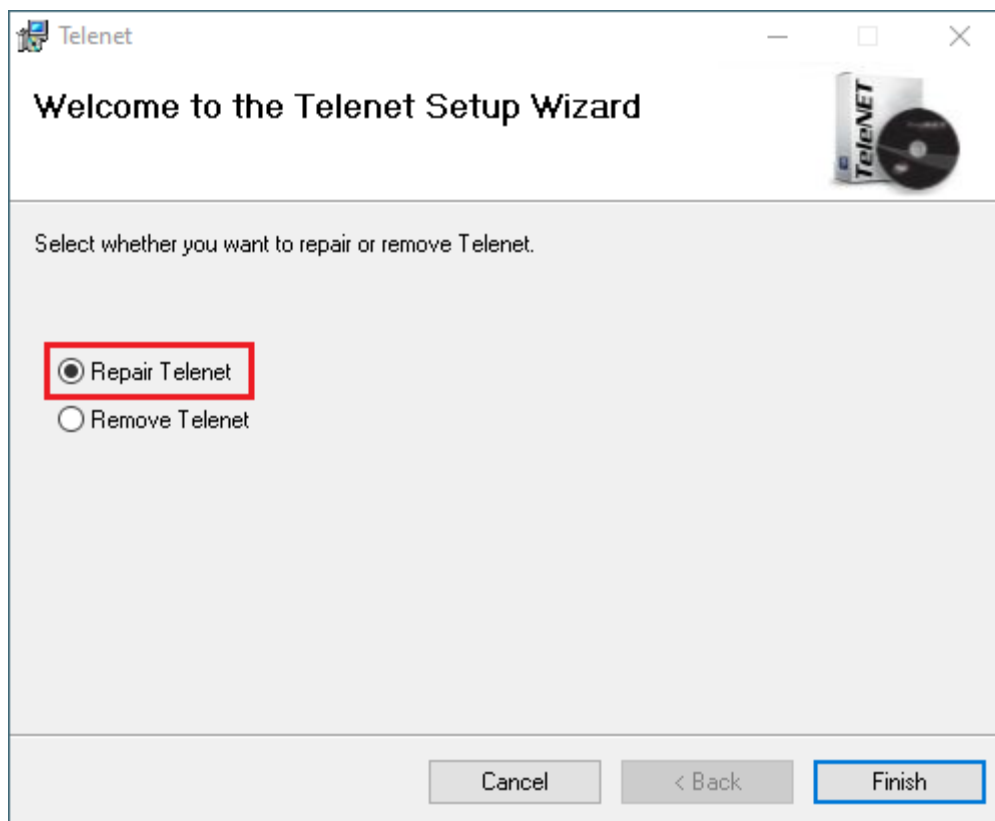 Telenet
Welcome to the Telenet Setup Wizard
TeleNET
Select whether you want to repair or remove Telenet.
Repair Telenet
Remove Telenet
Cancel
< Back
Finish